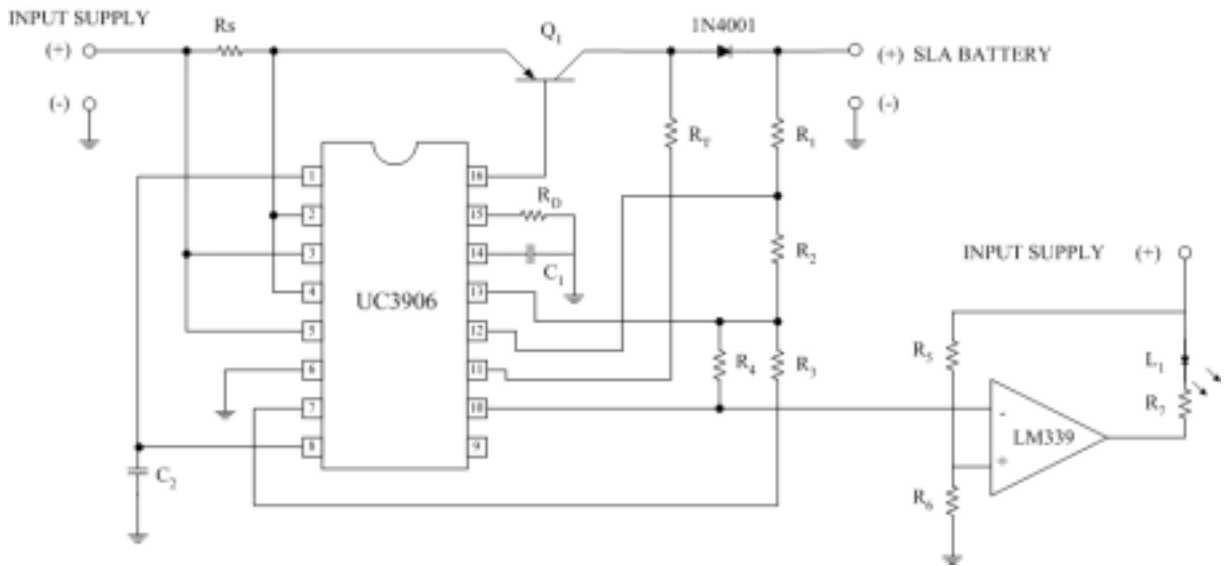 INPUT SUPPLY
Rs
Q1
1N4001
(+)
(+) SLA BATTERY
(-)
(-)
RT
R1
1
16
RD
2
15
3
14
C1
R2
INPUT SUPPLY (+)
4
13
UC3906
5
12
R4
R3
R5
L1
6
11
7
10
R7
-
LM339
+
8
9
C2
R6